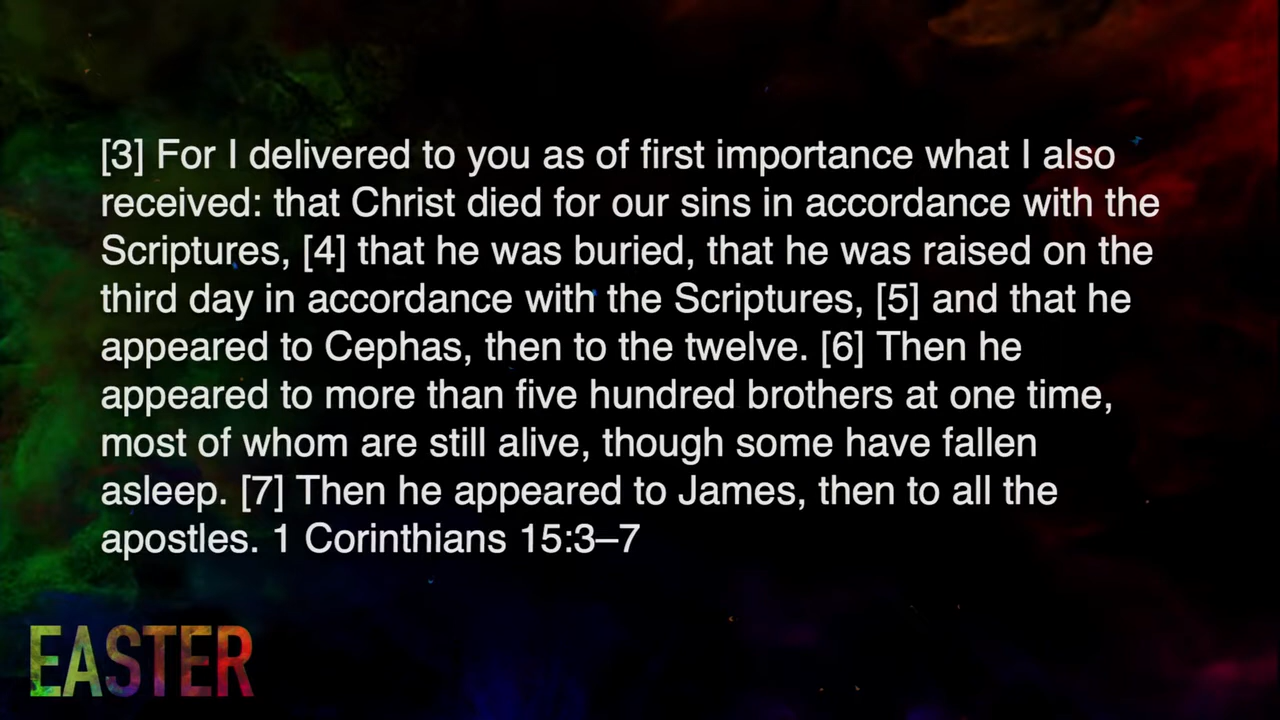 [3] For I delivered to you as of first importance what I also
received: that Christ died for our sins in accordance with the
Scriptures, [4] that he was buried, that he was raised on the
third day in accordance with the Scriptures, [5] and that he
appeared to Cephas, then to the twelve. [6] Then he
appeared to more than five hundred brothers at one time,
most of whom are still alive, though some have fallen
asleep. [7] Then he appeared to James, then to all the
apostles. 1 Corinthians 15:3–7
EASTER